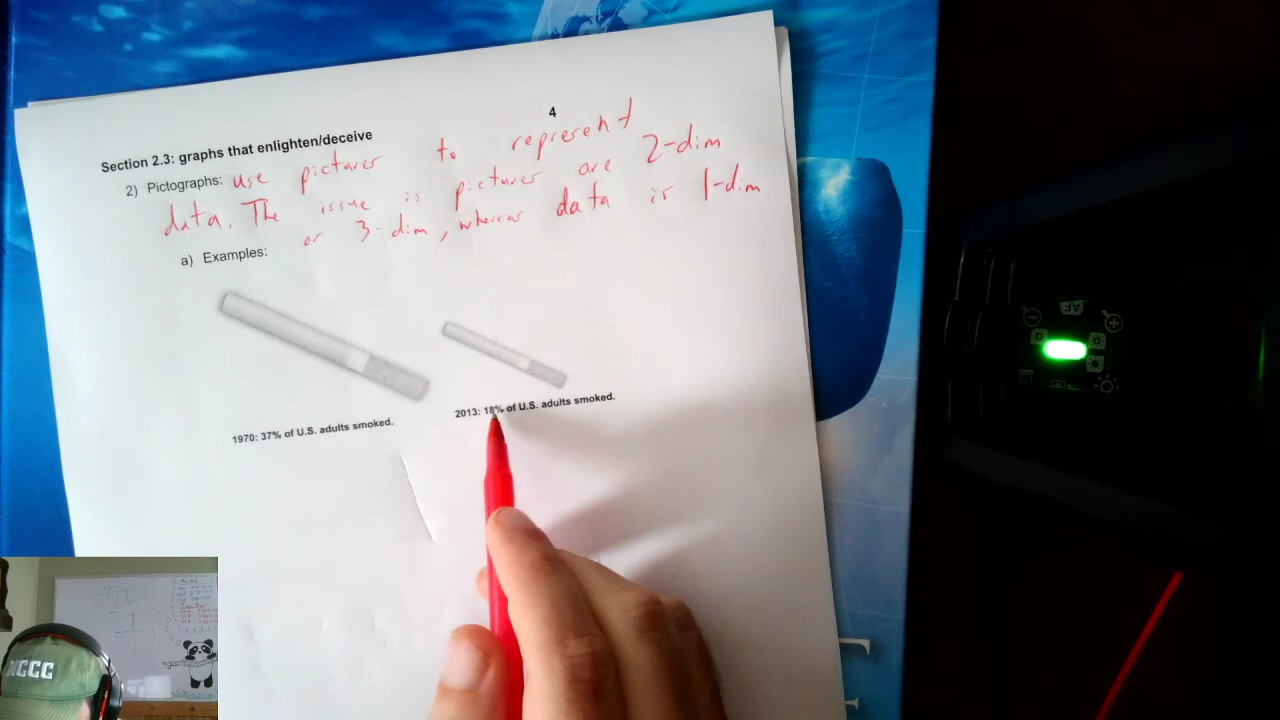 4
Section 2.3: graphs that enlighten/deceive
2) Pictographs: use pictures to represent
data. The issue is pictures are 2-dim
or 3-dim, whereas data is 1-dim
a) Examples:
1970: 37% of U.S. adults smoked.
2013: 18% of U.S. adults smoked.
AF
NCCC